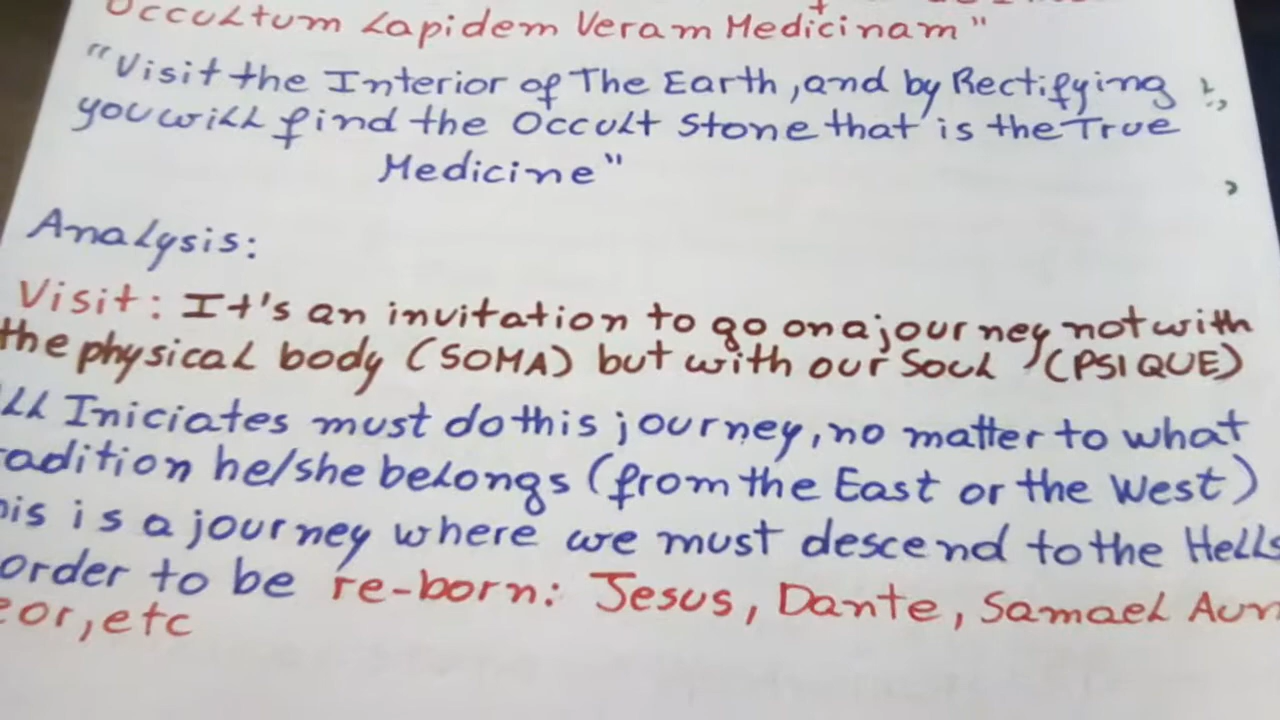 Occultum Lapidem Veram Medicinam"
"Visit the Interior of The Earth, and by Rectifying
you will find the Occult Stone that is the True
Medicine"
Analysis:
Visit: It's an invitation to go on a journey not with
the physical body (SOMA) but with our Soul (PSIQUE)
ll Iniciates must do this journey, no matter to what
adition he/she belongs (from the East or the West)
his is a journey where we must descend to the Hells
order to be re-born: Jesus, Dante, Samael Aun
eor, etc